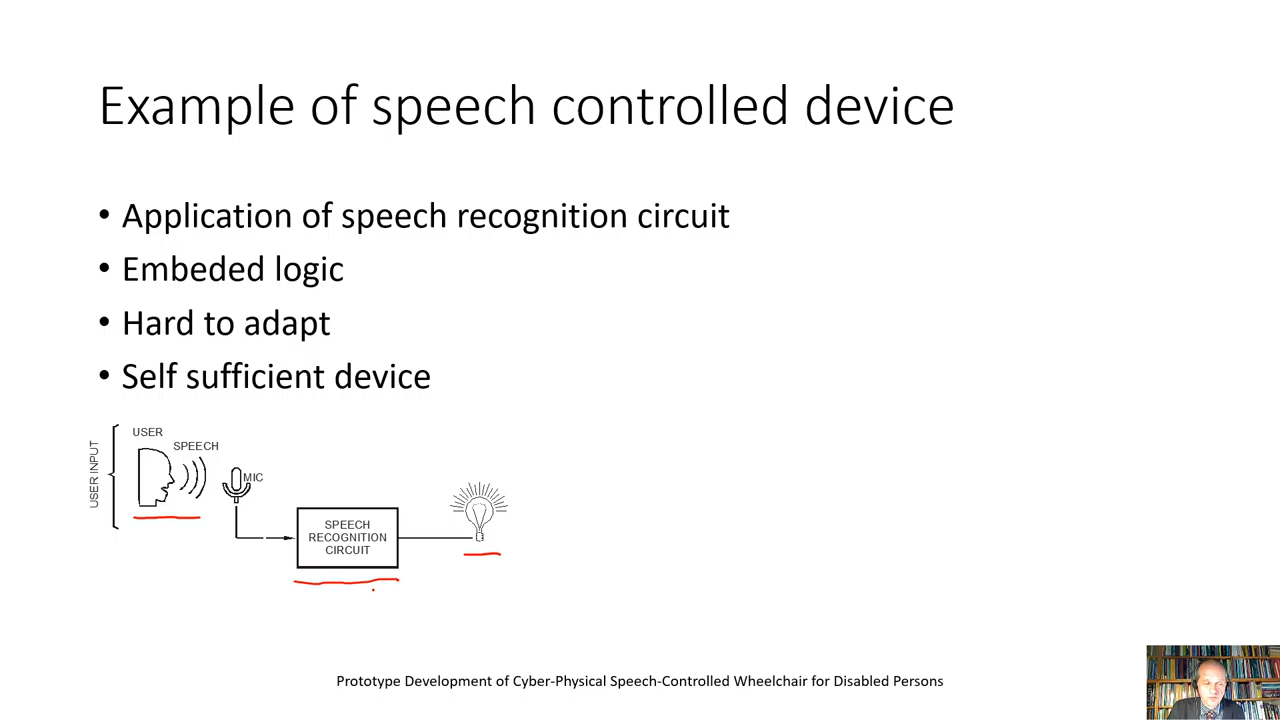 Example of speech controlled device
• Application of speech recognition circuit
• Embeded logic
• Hard to adapt
• Self sufficient device
USER INPUT
USER
SPEECH
MIC
SPEECH
RECOGNITION
CIRCUIT
Prototype Development of Cyber-Physical Speech-Controlled Wheelchair for Disabled Persons